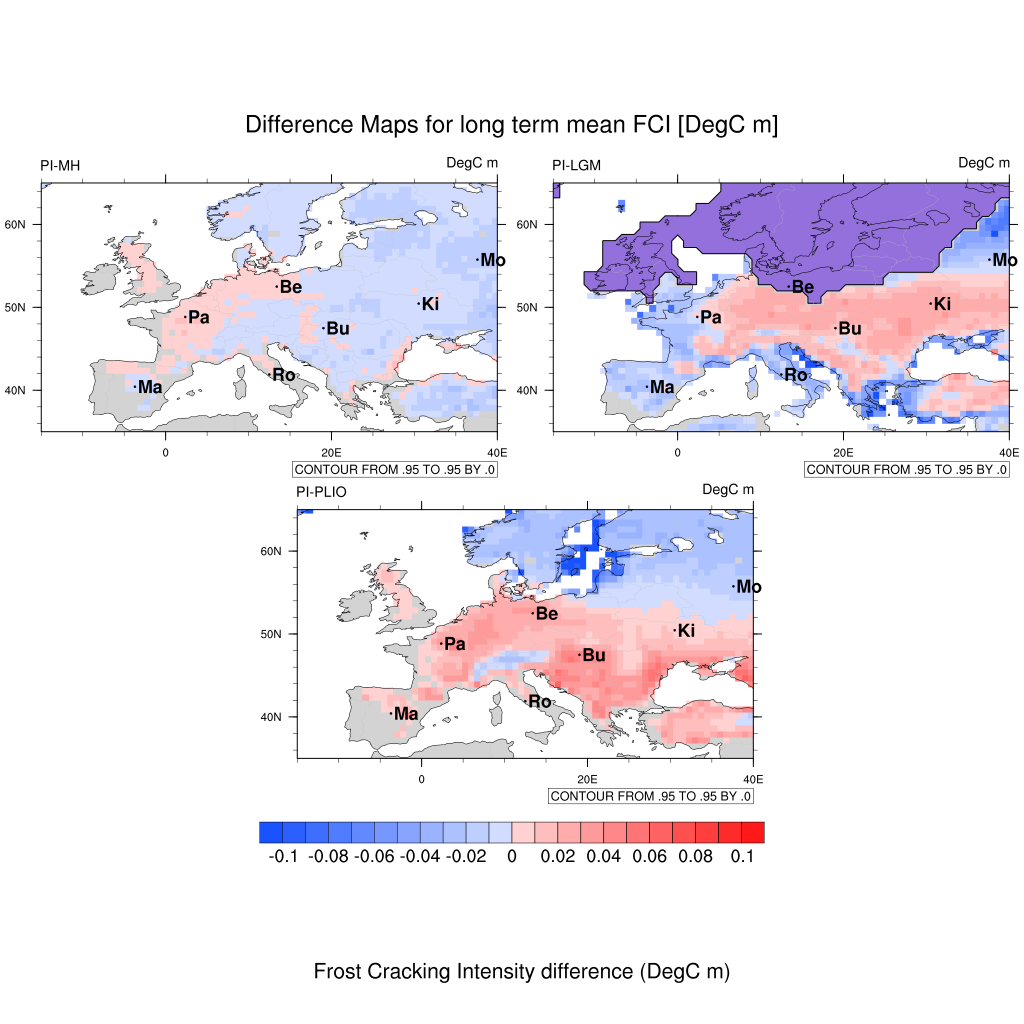 Difference Maps for long term mean FCI [DegC m]
PI-MH
DegC m
60N
50N
40N
Mo
Be
Ki
Pa
Bu
Ro
Ma
0
20E
40E
CONTOUR FROM .95 TO .95 BY .0
PI-LGM
DegC m
60N
50N
40N
Mo
Be
Ki
Pa
Bu
Ro
Ma
0
20E
40E
CONTOUR FROM .95 TO .95 BY .0
PI-PLIO
DegC m
60N
50N
40N
Mo
Be
Ki
Pa
Bu
Ro
Ma
0
20E
40E
CONTOUR FROM .95 TO .95 BY .0
-0.1 -0.08 -0.06 -0.04 -0.02 0 0.02 0.04 0.06 0.08 0.1
Frost Cracking Intensity difference (DegC m)